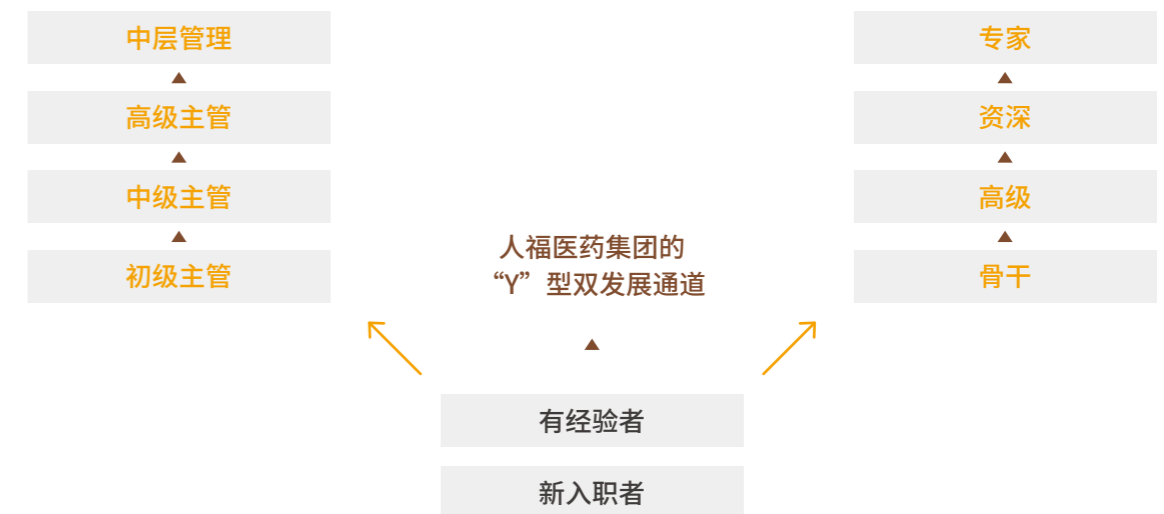 中层管理
高级主管
中级主管
初级主管
人福医药集团的
“Y”型双发展通道
专家
资深
高级
骨干
有经验者
新入职者